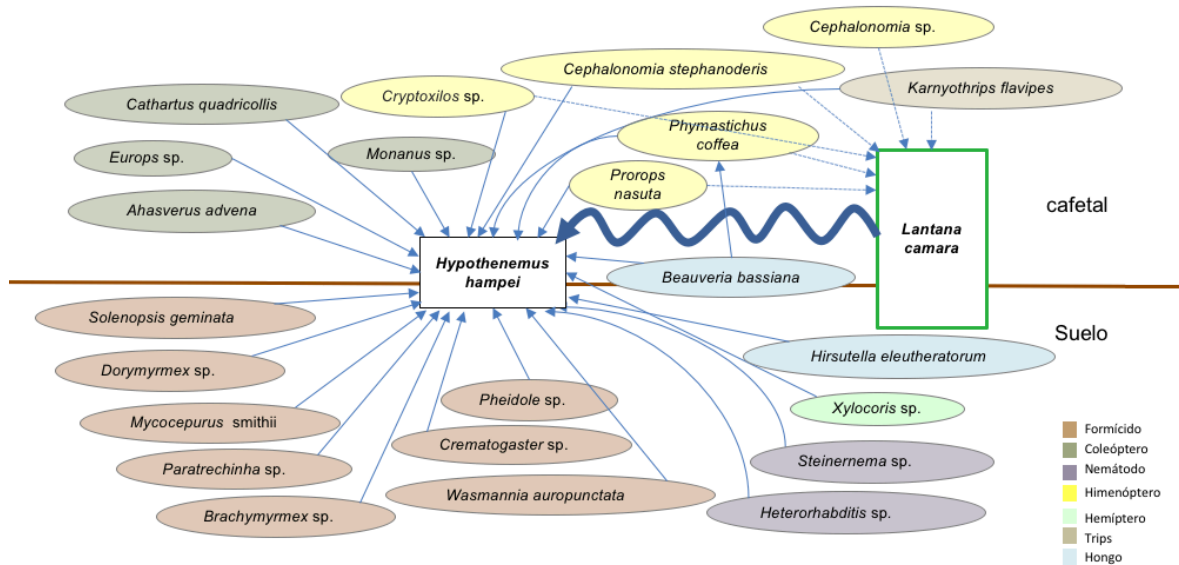 Cephalonomia sp.
Cephalonomia stephanoderis
Cathartus quadricollis
Cryptoxilos sp.
Karnyothrips flavipes
Phymastichus
coffea
Europs sp.
Monanus sp.
Prorops
nasuta
Ahasverus advena
cafetal
Lantana
camara
Hypothenemus
hampei
Beauveria bassiana
Solenopsis geminata
Suelo
Hirsutella eleutheratorum
Dorymyrmex sp.
Pheidole sp.
Xylocoris sp.
Mycocepurus smithii
Crematogaster sp.
Steinernema sp.
Paratrechinha sp.
Wasmannia auropunctata
Brachymyrmex sp.
Heterorhabditis sp.
Formícido
Coleóptero
Nemátodo
Himenóptero
Hemíptero
Trips
Hongo